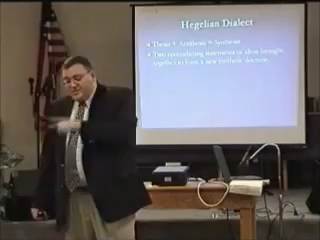 Hegelian Dialect
• Thesis + Antithesis = Synthesis
• Two contradicting statements or ideas brought
together to form a new synthetic doctrine.